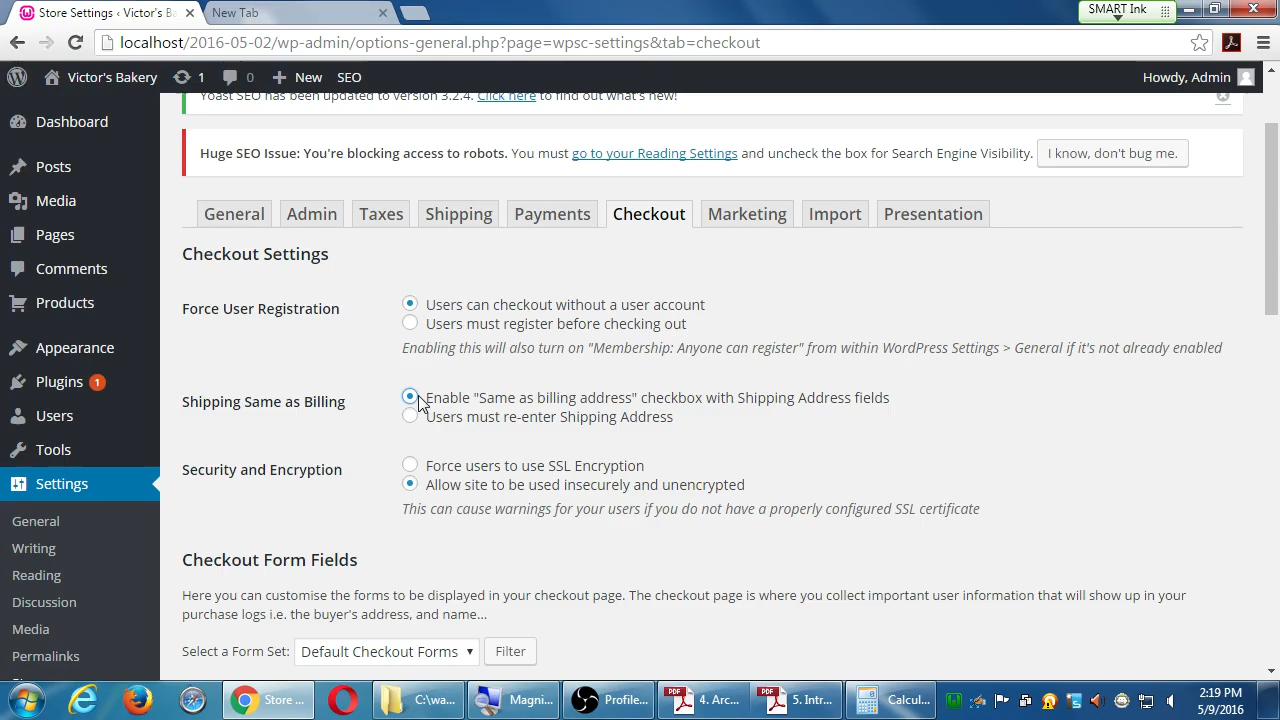 SMART Ink
Store Settings ‹ Victor's B
New Tab
localhost/2016-05-02/wp-admin/options-general.php?page=wpsc-settings&tab=checkout
Victor's Bakery 1 0 New SEO Howdy, Admin
Yoast SEO has been updated to version 3.2.4. Click here to find out what's new!
Huge SEO Issue: You're blocking access to robots. You must go to your Reading Settings and uncheck the box for Search Engine Visibility. I know, don't bug me.
Dashboard
Posts
Media
Pages
Comments
Products
Appearance
Plugins 1
Users
Tools
Settings
General
Writing
Reading
Discussion
Media
Permalinks
General Admin Taxes Shipping Payments Checkout Marketing Import Presentation
Checkout Settings
Force User Registration
Users can checkout without a user account
Users must register before checking out
Enabling this will also turn on "Membership: Anyone can register" from within WordPress Settings > General if it's not already enabled
Shipping Same as Billing
Enable "Same as billing address" checkbox with Shipping Address fields
Users must re-enter Shipping Address
Security and Encryption
Force users to use SSL Encryption
Allow site to be used insecurely and unencrypted
This can cause warnings for your users if you do not have a properly configured SSL certificate
Checkout Form Fields
Here you can customise the forms to be displayed in your checkout page. The checkout page is where you collect important user information that will show up in your
purchase logs i.e. the buyer's address, and name...
Select a Form Set: Default Checkout Forms Filter
Store ...
C:\wa...
Magni...
Profile...
4. Arc...
5. Intr...
Calcul...
2:19 PM
5/9/2016